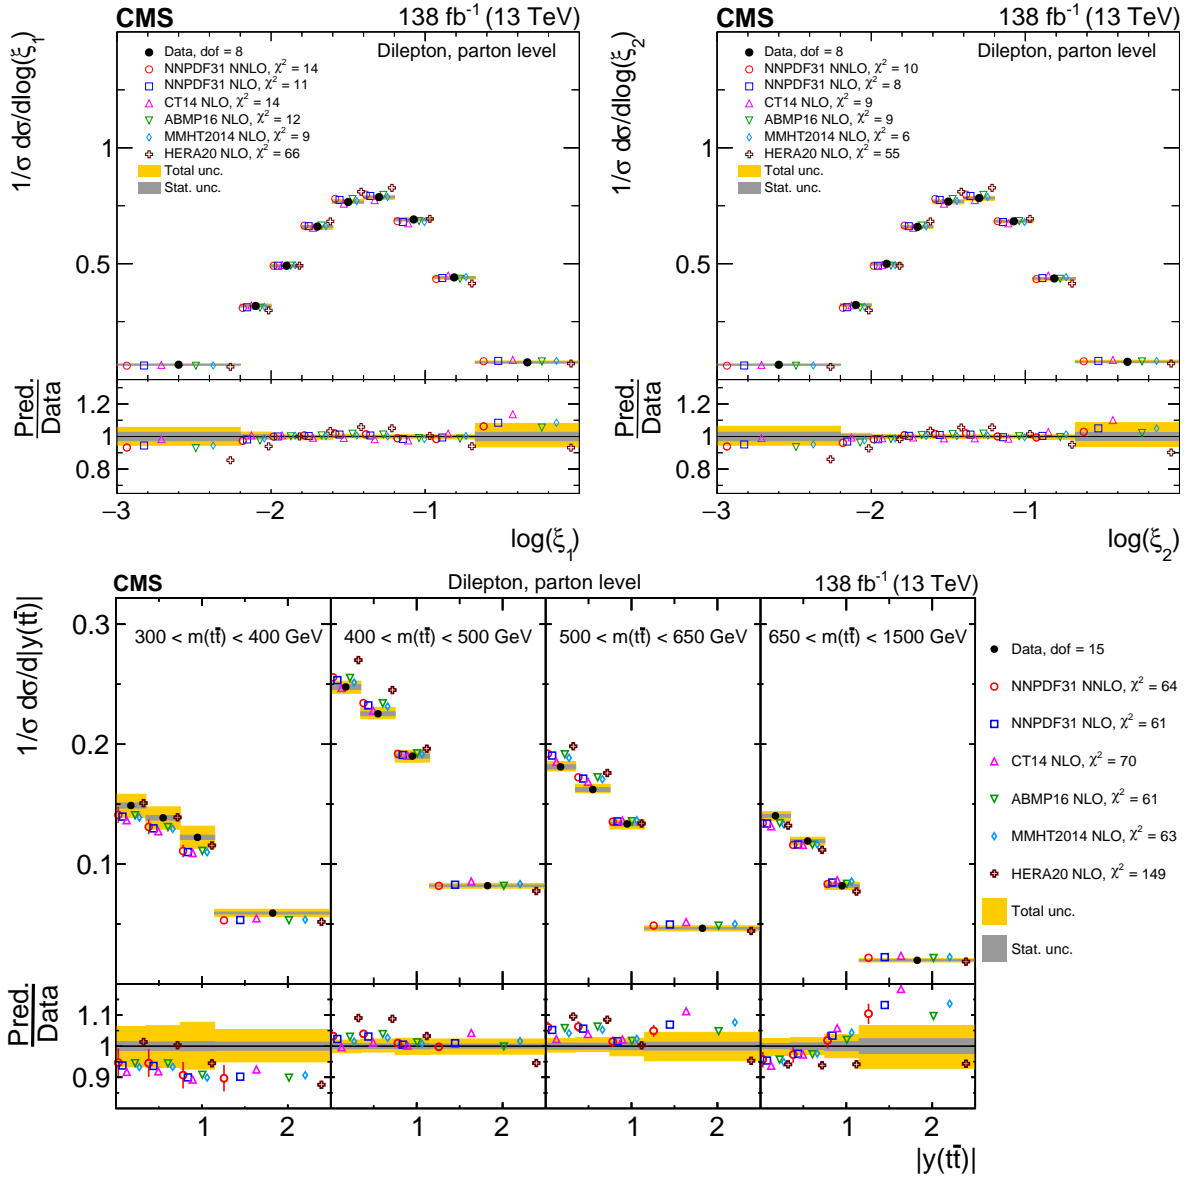 CMS 138 fb⁻¹ (13 TeV)
Dilepton, parton level
1/σ dσ/dlog(ξ₁)
Data, dof = 8
NNPDF31 NNLO, χ² = 14
NNPDF31 NLO, χ² = 11
CT14 NLO, χ² = 14
ABMP16 NLO, χ² = 12
MMHT2014 NLO, χ² = 9
HERA20 NLO, χ² = 66
Total unc.
Stat. unc.
1
0.5
Pred.
Data
1.2
1
0.8
−3 −2 −1
log(ξ₁)
CMS 138 fb⁻¹ (13 TeV)
Dilepton, parton level
1/σ dσ/dlog(ξ₂)
Data, dof = 8
NNPDF31 NNLO, χ² = 10
NNPDF31 NLO, χ² = 8
CT14 NLO, χ² = 9
ABMP16 NLO, χ² = 9
MMHT2014 NLO, χ² = 6
HERA20 NLO, χ² = 55
Total unc.
Stat. unc.
1
0.5
Pred.
Data
1.2
1
0.8
−3 −2 −1
log(ξ₂)
CMS Dilepton, parton level 138 fb⁻¹ (13 TeV)
1/σ dσ/d|y(tt̄)|
300 < m(tt̄) < 400 GeV 400 < m(tt̄) < 500 GeV 500 < m(tt̄) < 650 GeV 650 < m(tt̄) < 1500 GeV
0.3
0.2
0.1
Data, dof = 15
NNPDF31 NNLO, χ² = 64
NNPDF31 NLO, χ² = 61
CT14 NLO, χ² = 70
ABMP16 NLO, χ² = 61
MMHT2014 NLO, χ² = 63
HERA20 NLO, χ² = 149
Total unc.
Stat. unc.
Pred.
Data
1.1
1
0.9
1 2 1 2 1 2 1 2
|y(tt̄)|